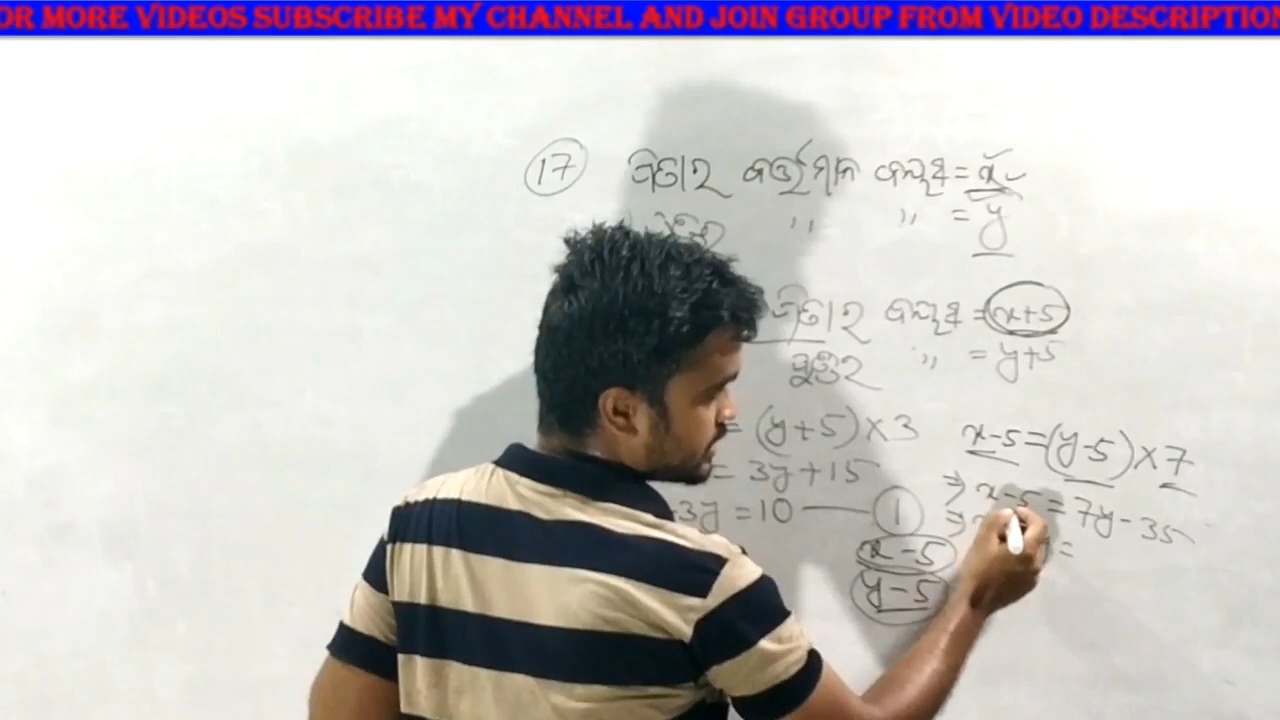 OR MORE VIDEOS SUBSCRIBE MY CHANNEL AND JOIN GROUP FROM VIDEO DESCRIPTION
17 ପିତାର ବର୍ତ୍ତମାନ ବୟସ = x
" " = y
ପିତାର ବୟସ = x+5
ପୁତ୍ରର " = y+5
= (y+5)×3
= 3y+15
-3y = 10 — 1
x-5
y-5
x-5=(y-5)×7
⇒ x-5 = 7y-35
⇒
=